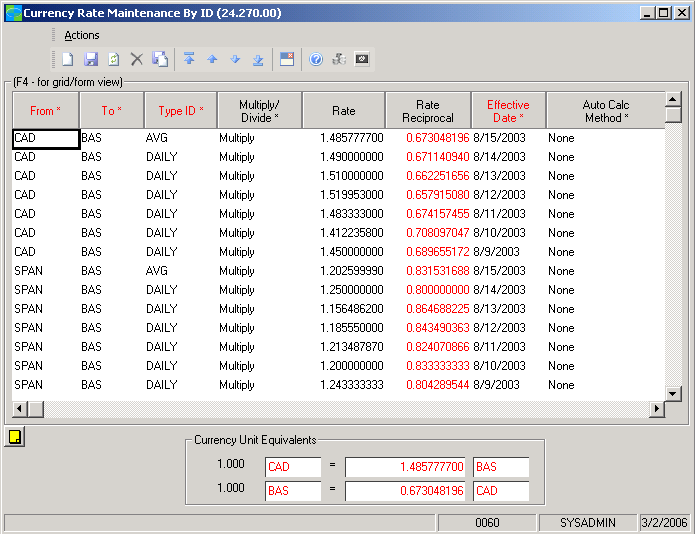 Currency Rate Maintenance By ID (24.270.00)
Actions
(F4 - for grid/form view)
From * To * Type ID * Multiply/ Divide * Rate Rate Reciprocal Effective Date * Auto Calc Method *
CAD BAS AVG Multiply 1.485777700 0.673048196 8/15/2003 None
CAD BAS DAILY Multiply 1.490000000 0.671140940 8/14/2003 None
CAD BAS DAILY Multiply 1.510000000 0.662251656 8/13/2003 None
CAD BAS DAILY Multiply 1.519953000 0.657915080 8/12/2003 None
CAD BAS DAILY Multiply 1.483333000 0.674157455 8/11/2003 None
CAD BAS DAILY Multiply 1.412235800 0.708097047 8/10/2003 None
CAD BAS DAILY Multiply 1.450000000 0.689655172 8/9/2003 None
SPAN BAS AVG Multiply 1.202599990 0.831531688 8/15/2003 None
SPAN BAS DAILY Multiply 1.250000000 0.800000000 8/14/2003 None
SPAN BAS DAILY Multiply 1.156486200 0.864688225 8/13/2003 None
SPAN BAS DAILY Multiply 1.185550000 0.843490363 8/12/2003 None
SPAN BAS DAILY Multiply 1.213487870 0.824070866 8/11/2003 None
SPAN BAS DAILY Multiply 1.200000000 0.833333333 8/10/2003 None
SPAN BAS DAILY Multiply 1.243333333 0.804289544 8/9/2003 None
Currency Unit Equivalents
1.000 CAD = 1.485777700 BAS
1.000 BAS = 0.673048196 CAD
0060 SYSADMIN 3/2/2006